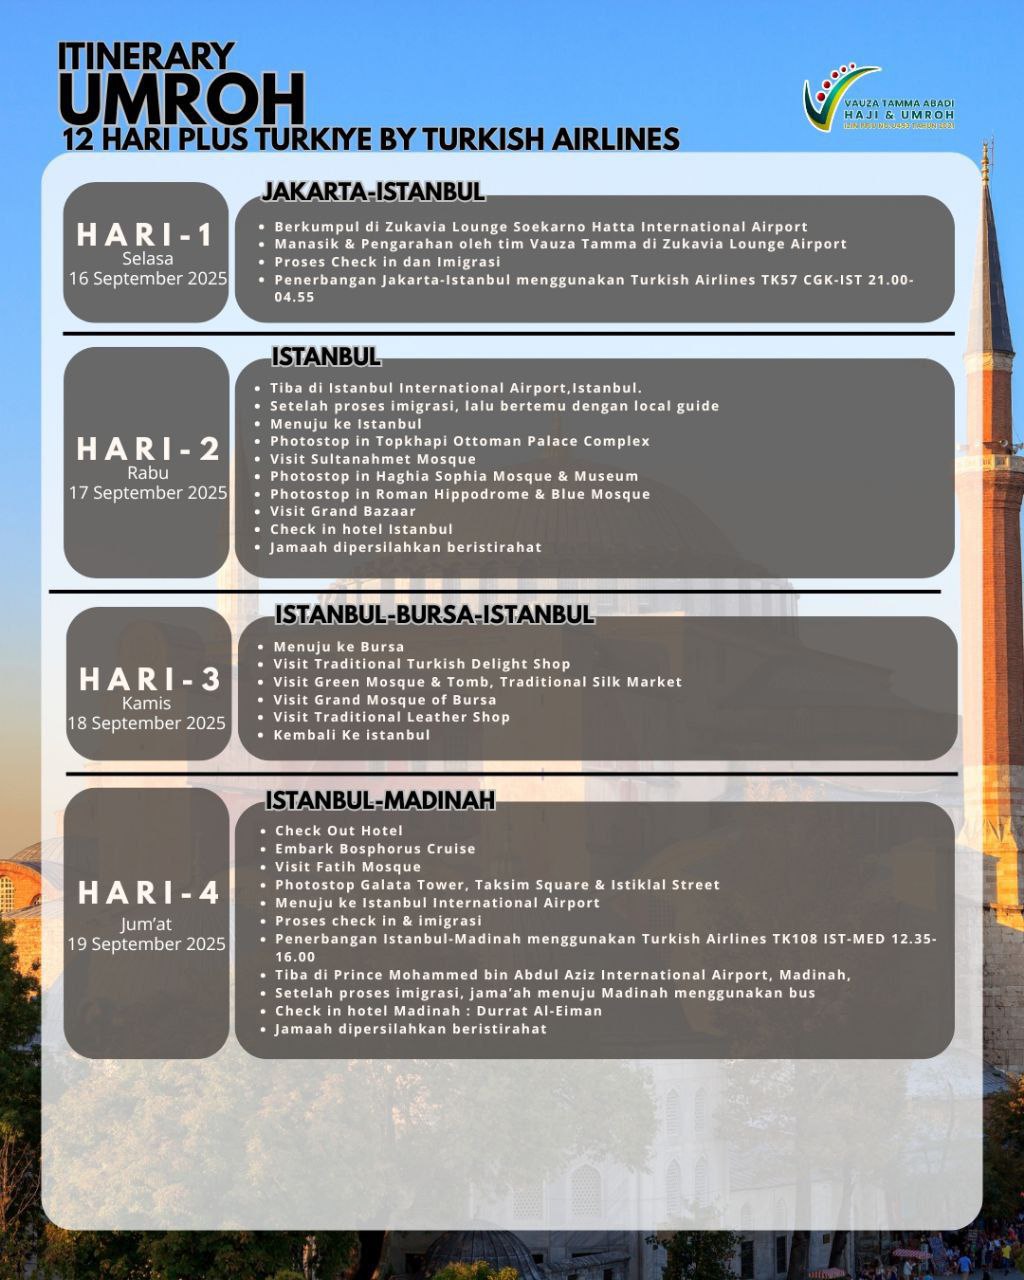 ITINERARY
UMROH
12 HARI PLUS TURKIYE BY TURKISH AIRLINES
VAUZA TAMMA ABADI
HAJI & UMROH
HARI-1
Selasa
16 September 2025
JAKARTA-ISTANBUL
• Berkumpul di Zukavia Lounge Soekarno Hatta International Airport
• Manasik & Pengarahan oleh tim Vauza Tamma di Zukavia Lounge Airport
• Proses Check in dan Imigrasi
• Penerbangan Jakarta-Istanbul menggunakan Turkish Airlines TK57 CGK-IST 21.00-
04.55
HARI-2
Rabu
17 September 2025
ISTANBUL
• Tiba di Istanbul International Airport,Istanbul.
• Setelah proses imigrasi, lalu bertemu dengan local guide
• Menuju ke Istanbul
• Photostop in Topkhapi Ottoman Palace Complex
• Visit Sultanahmet Mosque
• Photostop in Haghia Sophia Mosque & Museum
• Photostop in Roman Hippodrome & Blue Mosque
• Visit Grand Bazaar
• Check in hotel Istanbul
• Jamaah dipersilahkan beristirahat
HARI-3
Kamis
18 September 2025
ISTANBUL-BURSA-ISTANBUL
• Menuju ke Bursa
• Visit Traditional Turkish Delight Shop
• Visit Green Mosque & Tomb, Traditional Silk Market
• Visit Grand Mosque of Bursa
• Visit Traditional Leather Shop
• Kembali Ke istanbul
HARI-4
Jum’at
19 September 2025
ISTANBUL-MADINAH
• Check Out Hotel
• Embark Bosphorus Cruise
• Visit Fatih Mosque
• Photostop Galata Tower, Taksim Square & Istiklal Street
• Menuju ke Istanbul International Airport
• Proses check in & imigrasi
• Penerbangan Istanbul-Madinah menggunakan Turkish Airlines TK108 IST-MED 12.35-
16.00
• Tiba di Prince Mohammed bin Abdul Aziz International Airport, Madinah,
• Setelah proses imigrasi, jama’ah menuju Madinah menggunakan bus
• Check in hotel Madinah : Durrat Al-Eiman
• Jamaah dipersilahkan beristirahat